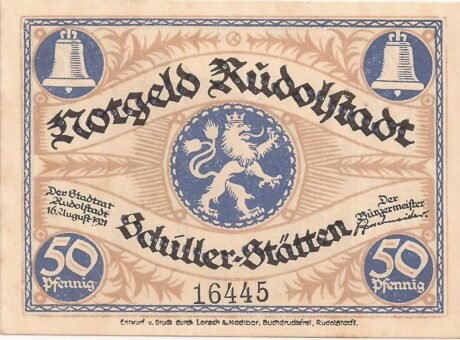 Notgeld Rudolstadt
Der Stadtrat
Rudolstadt
16. August 1921
Der
Bürgermeister
Schiller-Stätten
50
Pfennig
16445
50
Pfennig
Entwurf u. Druck durch Lorsch & Nachbar, Buchdruckerei, Rudolstadt.